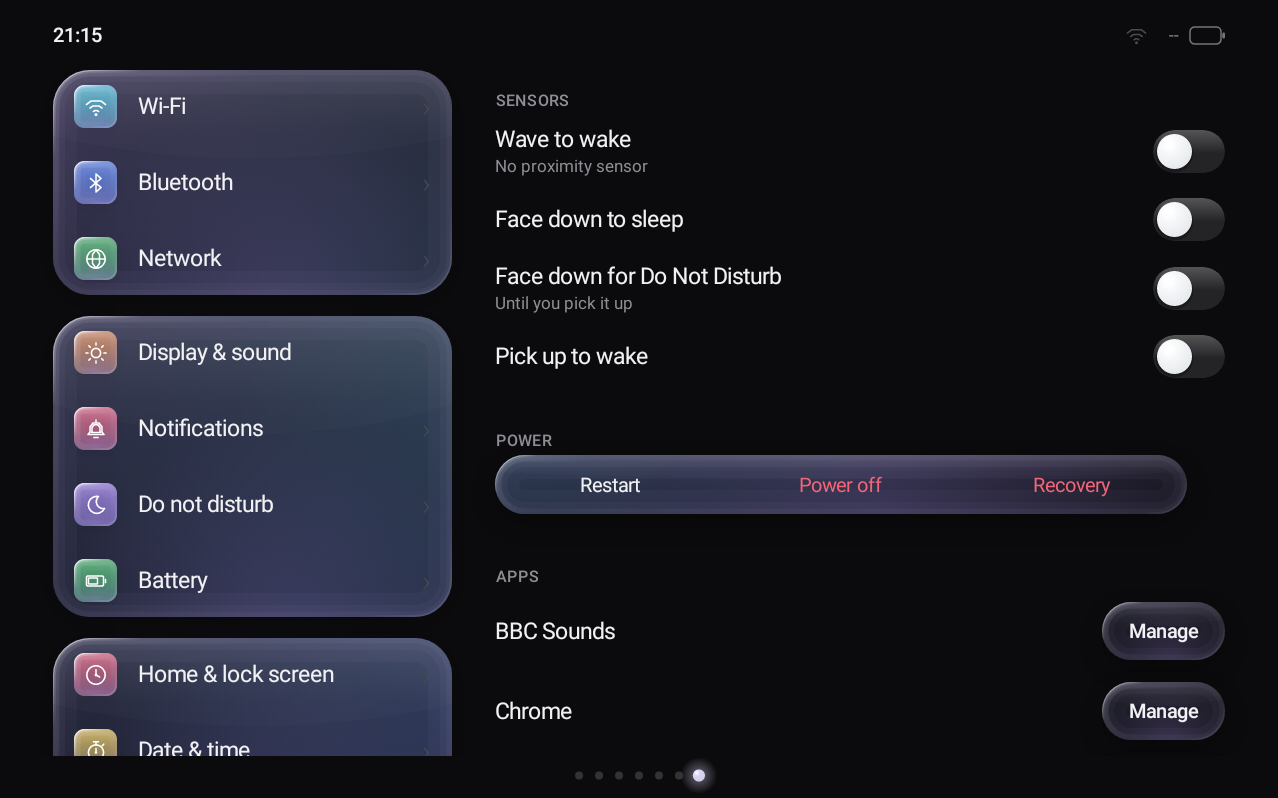 21:15
--
Wi-Fi
Bluetooth
Network
Display & sound
Notifications
Do not disturb
Battery
Home & lock screen
Date & time
SENSORS
Wave to wake
No proximity sensor
Face down to sleep
Face down for Do Not Disturb
Until you pick it up
Pick up to wake
POWER
Restart
Power off
Recovery
APPS
BBC Sounds
Manage
Chrome
Manage